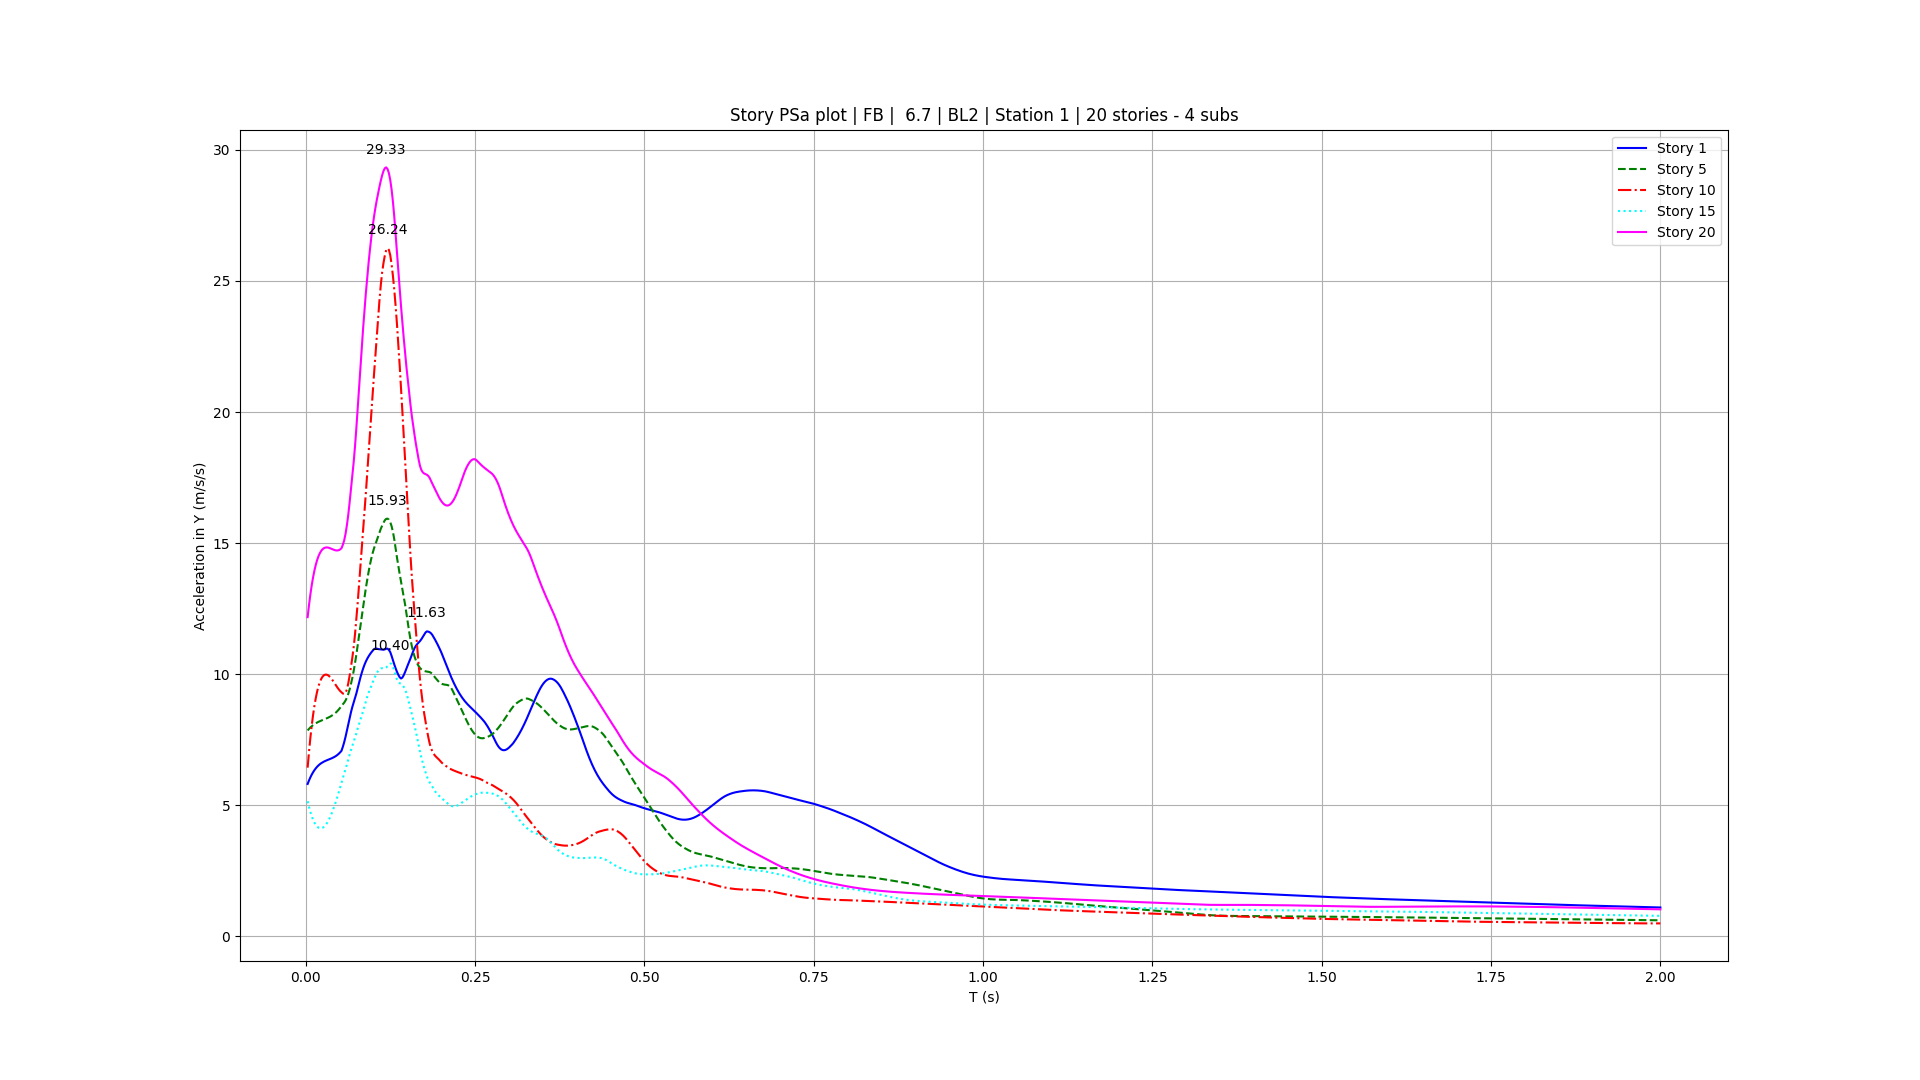 Story PSa plot | FB |  6.7 | BL2 | Station 1 | 20 stories - 4 subs
Acceleration in Y (m/s/s)
30
25
20
15
10
5
0
29.33
26.24
15.93
11.63
10.40
Story 1
Story 5
Story 10
Story 15
Story 20
0.00
0.25
0.50
0.75
1.00
1.25
1.50
1.75
2.00
T (s)